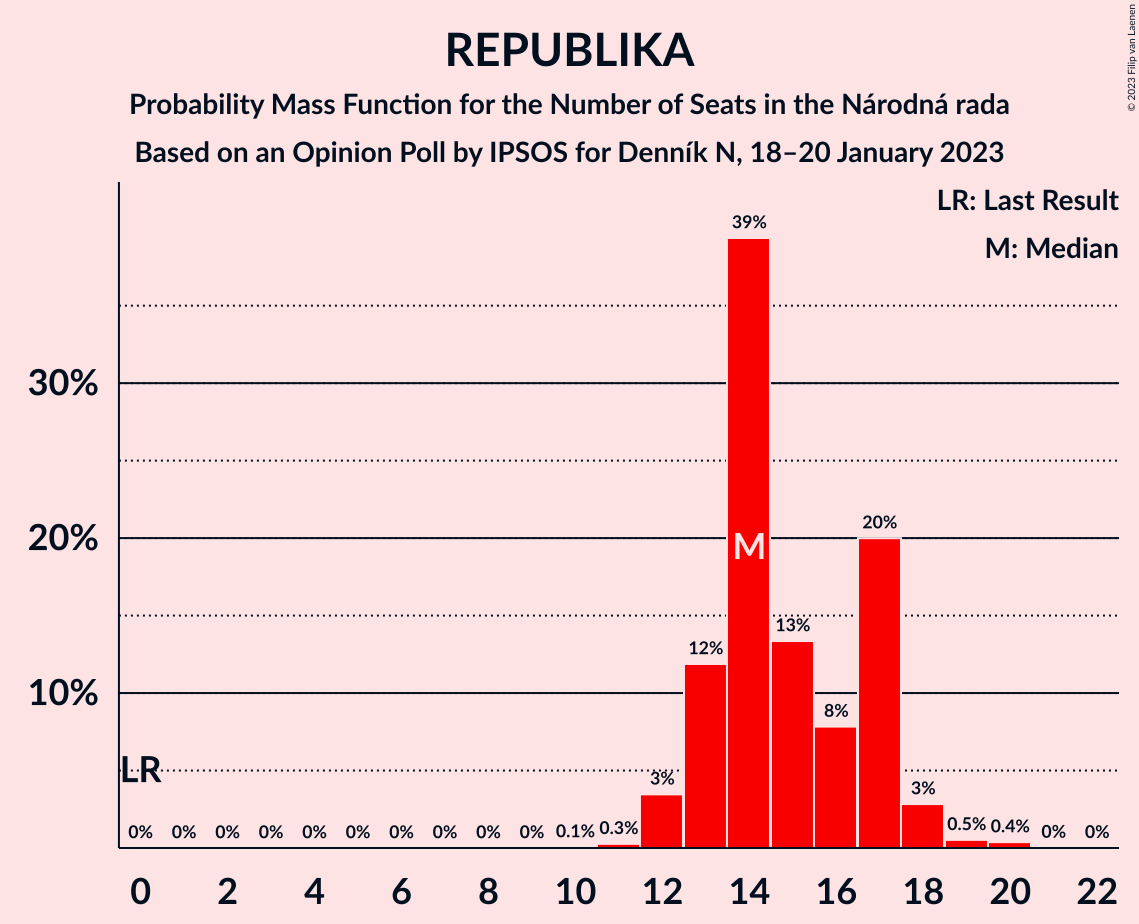 REPUBLIKA
Probability Mass Function for the Number of Seats in the Národná rada
Based on an Opinion Poll by IPSOS for Denník N, 18–20 January 2023
© 2023 Filip van Laenen
LR: Last Result
M: Median
39%
30%
20%
20%
M
13%
12%
10%
8%
LR
3%
3%
0% 0% 0% 0% 0% 0% 0% 0% 0% 0% 0.1% 0.3% 0.5% 0.4% 0% 0%
0 2 4 6 8 10 12 14 16 18 20 22